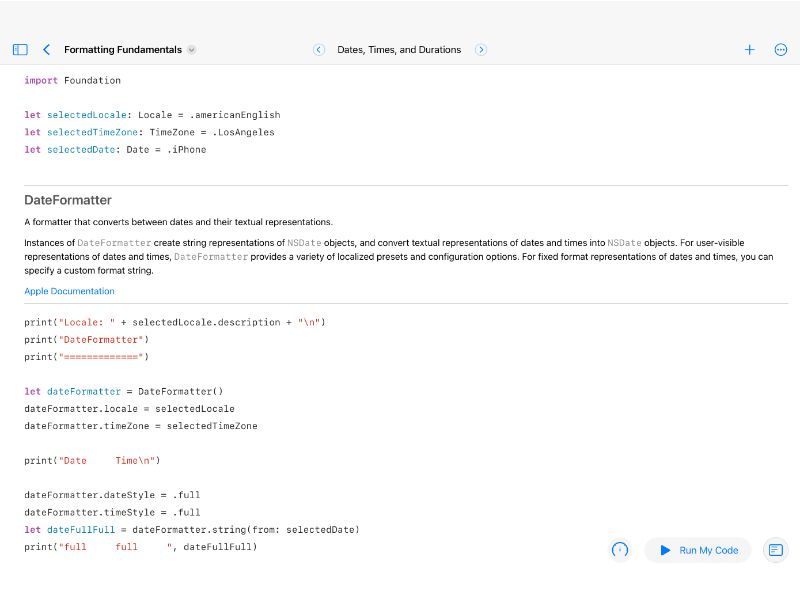 Formatting Fundamentals
Dates, Times, and Durations
import Foundation
let selectedLocale: Locale = .americanEnglish
let selectedTimeZone: TimeZone = .LosAngeles
let selectedDate: Date = .iPhone
DateFormatter
A formatter that converts between dates and their textual representations.
Instances of DateFormatter create string representations of NSDate objects, and convert textual representations of dates and times into NSDate objects. For user-visible
representations of dates and times, DateFormatter provides a variety of localized presets and configuration options. For fixed format representations of dates and times, you can
specify a custom format string.
Apple Documentation
print("Locale: " + selectedLocale.description + "\n")
print("DateFormatter")
print("=============")
let dateFormatter = DateFormatter()
dateFormatter.locale = selectedLocale
dateFormatter.timeZone = selectedTimeZone
print("Date     Time\n")
dateFormatter.dateStyle = .full
dateFormatter.timeStyle = .full
let dateFullFull = dateFormatter.string(from: selectedDate)
print("full     full     ", dateFullFull)
Run My Code